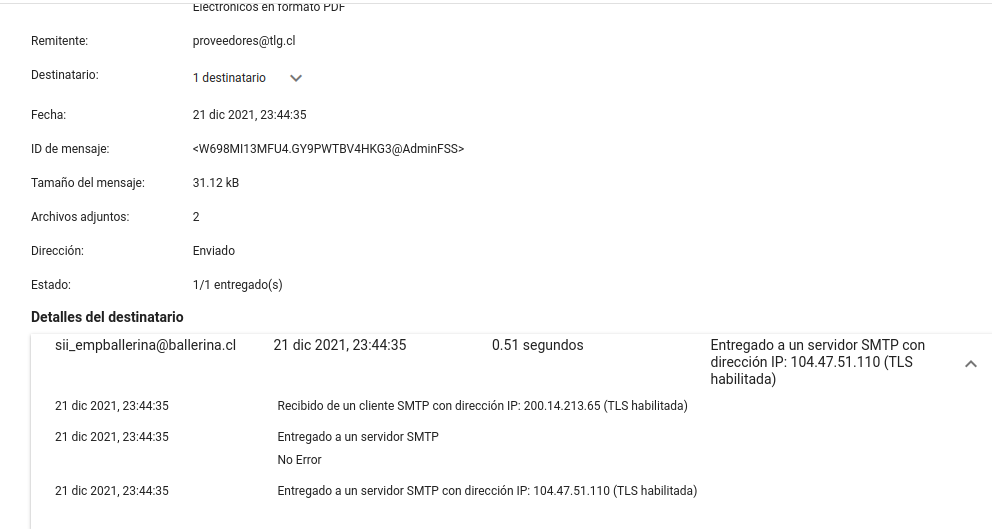 Electrónicos en formato PDF
Remitente: proveedores@tlg.cl
Destinatario: 1 destinatario
Fecha: 21 dic 2021, 23:44:35
ID de mensaje: <W698MI13MFU4.GY9PWTBV4HKG3@AdminFSS>
Tamaño del mensaje: 31.12 kB
Archivos adjuntos: 2
Dirección: Enviado
Estado: 1/1 entregado(s)
Detalles del destinatario
sii_empballerina@ballerina.cl 21 dic 2021, 23:44:35 0.51 segundos Entregado a un servidor SMTP con
dirección IP: 104.47.51.110 (TLS
habilitada)
21 dic 2021, 23:44:35 Recibido de un cliente SMTP con dirección IP: 200.14.213.65 (TLS habilitada)
21 dic 2021, 23:44:35 Entregado a un servidor SMTP
No Error
21 dic 2021, 23:44:35 Entregado a un servidor SMTP con dirección IP: 104.47.51.110 (TLS habilitada)